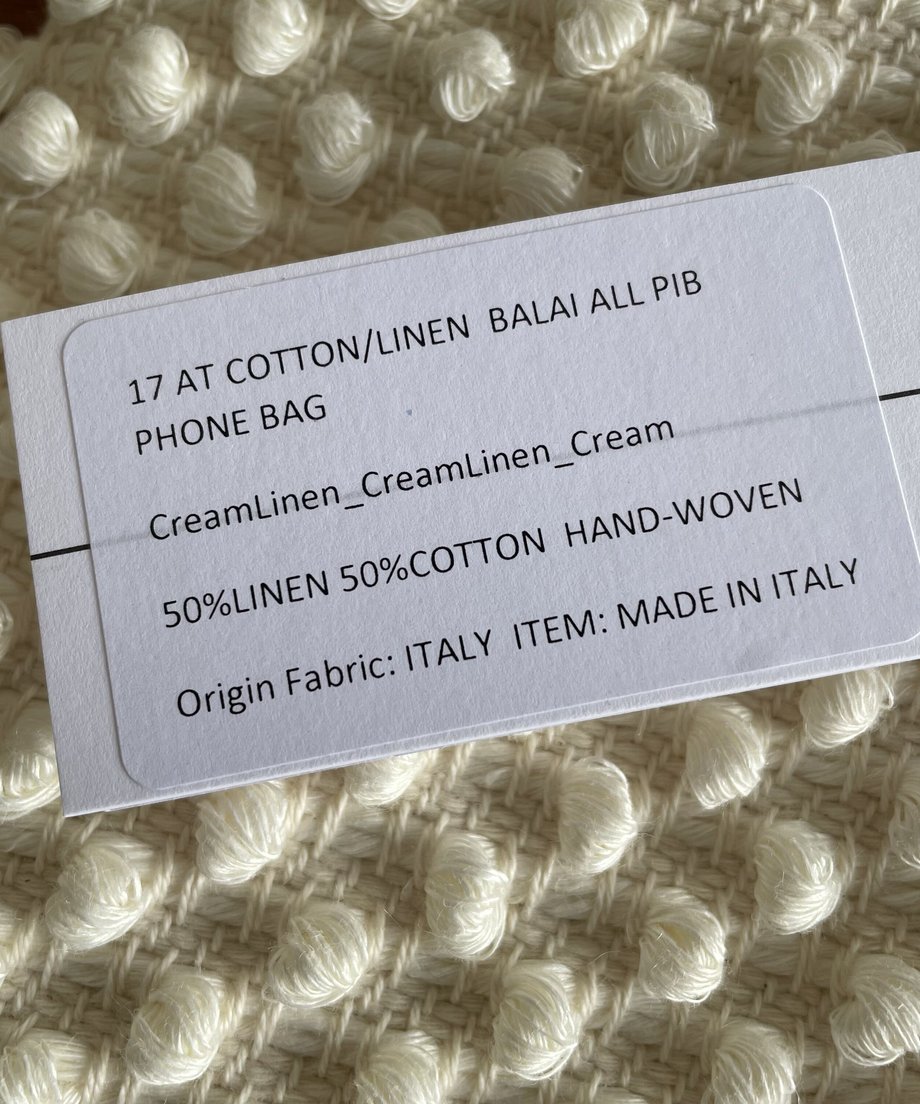 17 AT COTTON/LINEN  BALAI ALL PIB
PHONE BAG
CreamLinen_CreamLinen_Cream
50%LINEN 50%COTTON  HAND-WOVEN
Origin Fabric: ITALY  ITEM: MADE IN ITALY